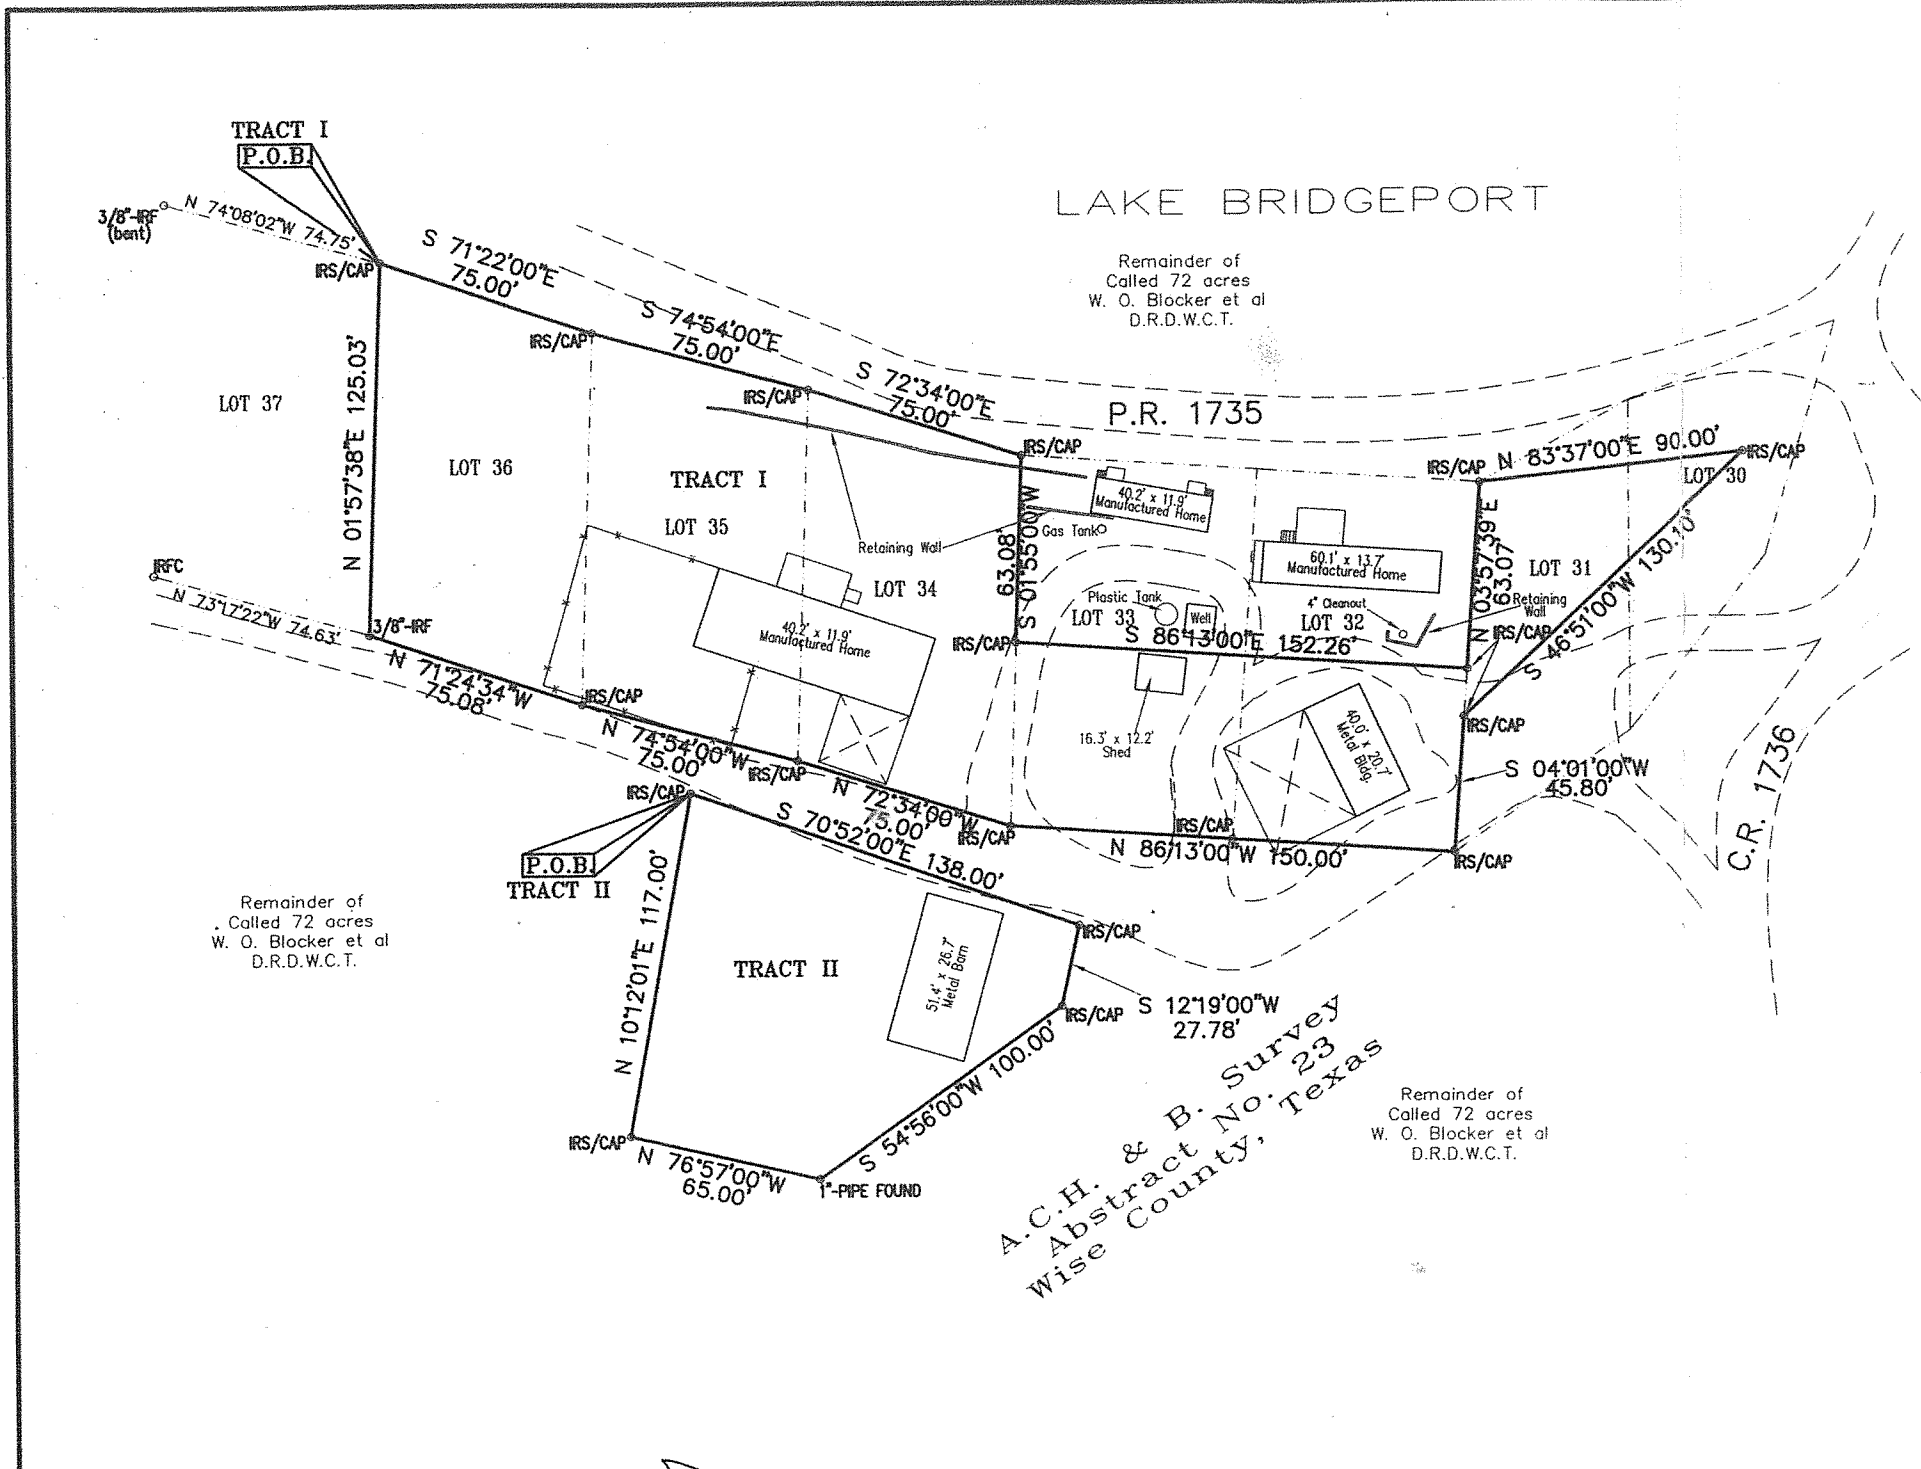 TRACT I
P.O.B.
3/8"-IRF
(bent)
N 74°08'02"W 74.75'
IRS/CAP
S 71°22'00"E
75.00'
IRS/CAP
S 74°54'00"E
75.00'
IRS/CAP
S 72°34'00"E
75.00'
IRS/CAP
LAKE BRIDGEPORT
Remainder of
Called 72 acres
W. O. Blocker et al
D.R.D.W.C.T.
P.R. 1735
IRS/CAP
N 83°37'00"E 90.00'
IRS/CAP
LOT 30
LOT 37
N 01°57'38"E 125.03'
LOT 36
TRACT I
LOT 35
Retaining Wall
LOT 34
40.2' x 11.9'
Manufactured Home
63.08'
S 01°55'00"W
40.2' x 11.9'
Manufactured Home
Gas Tank
60.1' x 13.7'
Manufactured Home
N 03°57'39"E
63.07'
LOT 31
S 46°51'00"W 130.10'
Plastic Tank
Well
LOT 33
4" Cleanout
LOT 32
Retaining
Wall
IRS/CAP
IRS/CAP
S 86°13'00"E 152.26'
IRFC
N 73°17'22"W 74.63'
3/8"-IRF
N 71°24'34"W
75.08'
IRS/CAP
N 74°54'00"W
75.00'
IRS/CAP
N 72°34'00"W
75.00'
IRS/CAP
16.3' x 12.2'
Shed
40.0' x 20.7'
Metal Bldg.
IRS/CAP
S 04°01'00"W
45.80'
C.R. 1736
IRS/CAP
N 86°13'00"W 150.00'
IRS/CAP
IRS/CAP
P.O.B.
TRACT II
S 70°52'00"E 138.00'
N 10°12'01"E 117.00'
TRACT II
51.4' x 26.7'
Metal Barn
IRS/CAP
S 12°19'00"W
27.78'
IRS/CAP
S 54°56'00"W 100.00'
IRS/CAP
N 76°57'00"W
65.00'
1"-PIPE FOUND
Remainder of
Called 72 acres
W. O. Blocker et al
D.R.D.W.C.T.
A.C.H. & B. Survey
Abstract No. 23
Wise County, Texas
Remainder of
Called 72 acres
W. O. Blocker et al
D.R.D.W.C.T.